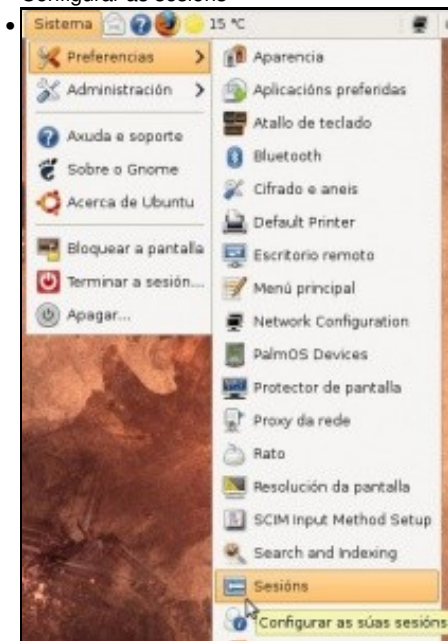 Configurar as sesións
Sistema 15 ºC
Preferencias
Administración
Axuda e soporte
Sobre o Gnome
Acerca de Ubuntu
Bloquear a pantalla
Terminar a sesión...
Apagar...
Aparencia
Aplicacións preferidas
Atallo de teclado
Bluetooth
Cifrado e aneis
Default Printer
Escritorio remoto
Menú principal
Network Configuration
PalmOS Devices
Protector de pantalla
Proxy da rede
Rato
Resolución da pantalla
SCIM Input Method Setup
Search and Indexing
Sesións
Configurar as súas sesións